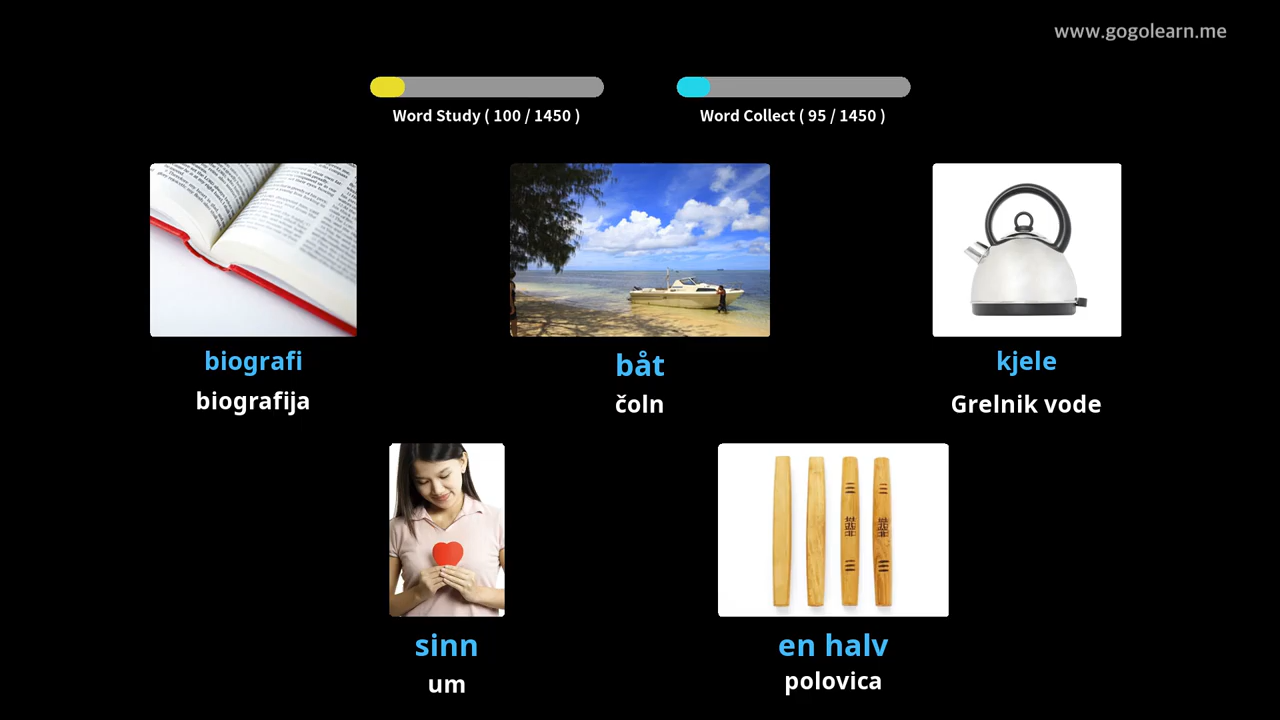 www.gogolearn.me
Word Study ( 100 / 1450 )
Word Collect ( 95 / 1450 )
biografi
biografija
båt
čoln
kjele
Grelnik vode
sinn
um
en halv
polovica